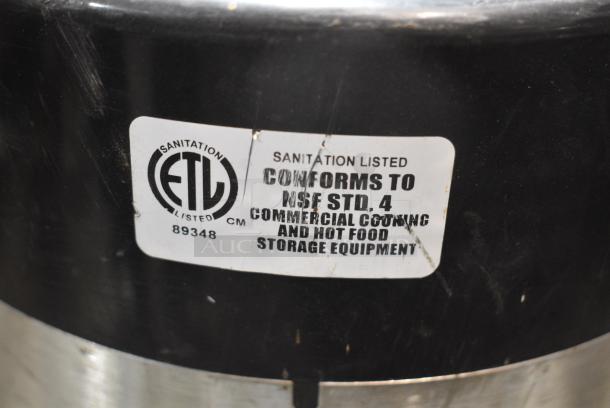 SANITATION
ETL
LISTED
CM
89348
SANITATION LISTED
CONFORMS TO
NSF STD. 4
COMMERCIAL COOKING
AND HOT FOOD
STORAGE EQUIPMENT